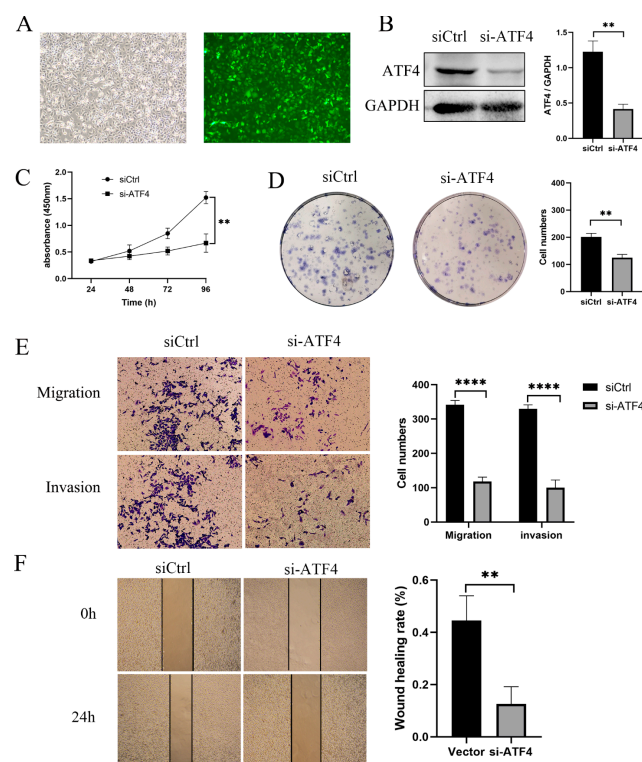 A
B
siCtrl si-ATF4
ATF4
GAPDH
ATF4 / GAPDH
1.5
1.0
0.5
0.0
**
siCtrl si-ATF4
C
siCtrl
si-ATF4
absorbance (450nm)
2.0
1.5
1.0
0.5
0.0
**
24 48 72 96
Time (h)
D
siCtrl si-ATF4
Cell numbers
400
300
200
100
0
**
siCtrl si-ATF4
E
siCtrl si-ATF4
Migration
Invasion
Cell numbers
400
300
200
100
0
**** ****
Migration invasion
siCtrl
si-ATF4
F
siCtrl si-ATF4
0h
24h
Wound healing rate (%)
0.6
0.4
0.2
0.0
**
Vector si-ATF4